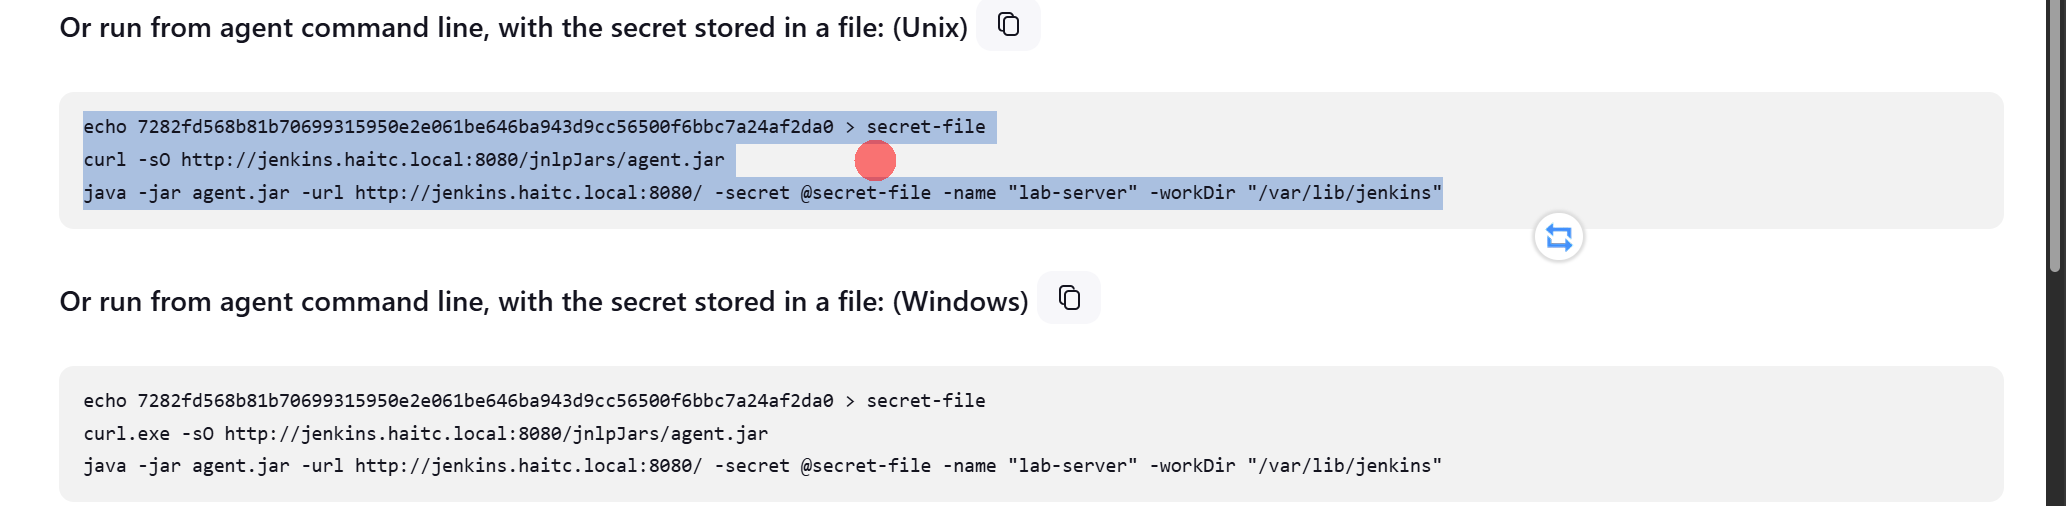 Or run from agent command line, with the secret stored in a file: (Unix)
echo 7282fd568b81b70699315950e2e061be646ba943d9cc56500f6bbc7a24af2da0 > secret-file
curl -sO http://jenkins.haitc.local:8080/jnlpJars/agent.jar
java -jar agent.jar -url http://jenkins.haitc.local:8080/ -secret @secret-file -name "lab-server" -workDir "/var/lib/jenkins"
Or run from agent command line, with the secret stored in a file: (Windows)
echo 7282fd568b81b70699315950e2e061be646ba943d9cc56500f6bbc7a24af2da0 > secret-file
curl.exe -sO http://jenkins.haitc.local:8080/jnlpJars/agent.jar
java -jar agent.jar -url http://jenkins.haitc.local:8080/ -secret @secret-file -name "lab-server" -workDir "/var/lib/jenkins"